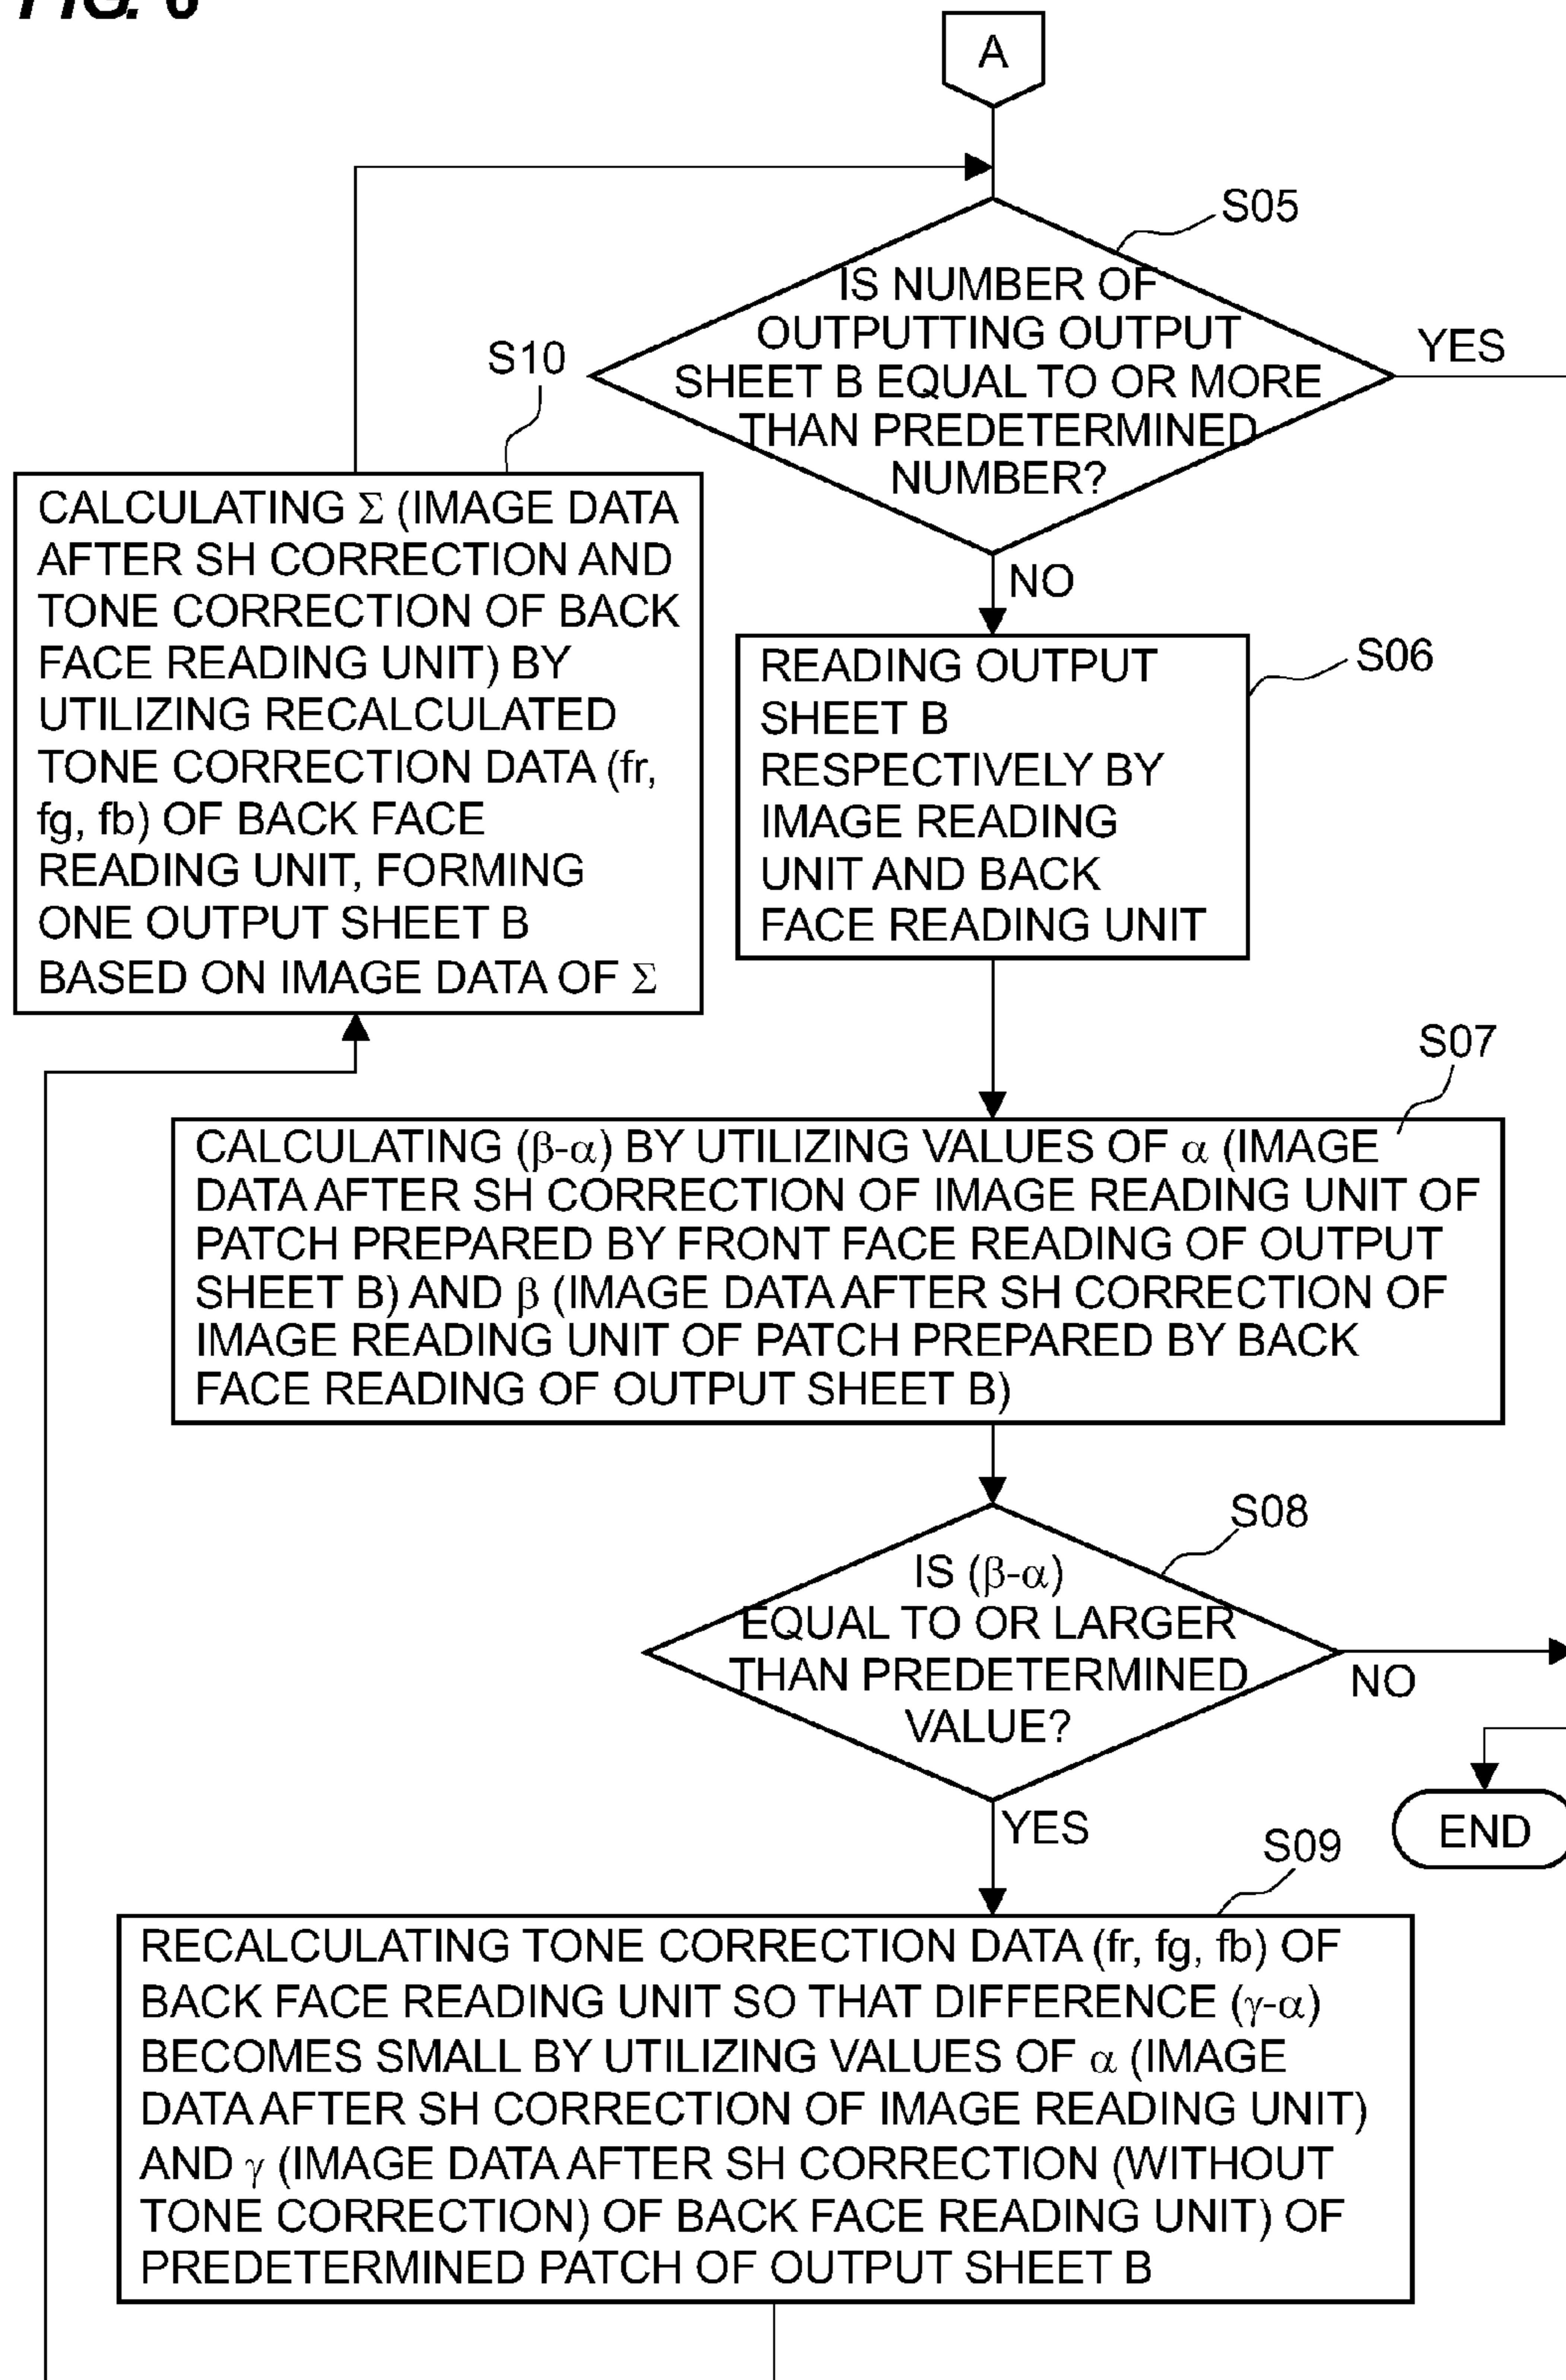 FIG. 6
A
S05
IS NUMBER OF
OUTPUTTING OUTPUT
SHEET B EQUAL TO OR MORE
THAN PREDETERMINED
NUMBER?
YES
NO
S10
CALCULATING Σ (IMAGE DATA
AFTER SH CORRECTION AND
TONE CORRECTION OF BACK
FACE READING UNIT) BY
UTILIZING RECALCULATED
TONE CORRECTION DATA (fr,
fg, fb) OF BACK FACE
READING UNIT, FORMING
ONE OUTPUT SHEET B
BASED ON IMAGE DATA OF Σ
S06
READING OUTPUT
SHEET B
RESPECTIVELY BY
IMAGE READING
UNIT AND BACK
FACE READING UNIT
S07
CALCULATING (β-α) BY UTILIZING VALUES OF α (IMAGE
DATA AFTER SH CORRECTION OF IMAGE READING UNIT OF
PATCH PREPARED BY FRONT FACE READING OF OUTPUT
SHEET B) AND β (IMAGE DATA AFTER SH CORRECTION OF
IMAGE READING UNIT OF PATCH PREPARED BY BACK
FACE READING OF OUTPUT SHEET B)
S08
IS (β-α)
EQUAL TO OR LARGER
THAN PREDETERMINED
VALUE?
NO
YES
END
S09
RECALCULATING TONE CORRECTION DATA (fr, fg, fb) OF
BACK FACE READING UNIT SO THAT DIFFERENCE (γ-α)
BECOMES SMALL BY UTILIZING VALUES OF α (IMAGE
DATA AFTER SH CORRECTION OF IMAGE READING UNIT)
AND γ (IMAGE DATA AFTER SH CORRECTION (WITHOUT
TONE CORRECTION) OF BACK FACE READING UNIT) OF
PREDETERMINED PATCH OF OUTPUT SHEET B